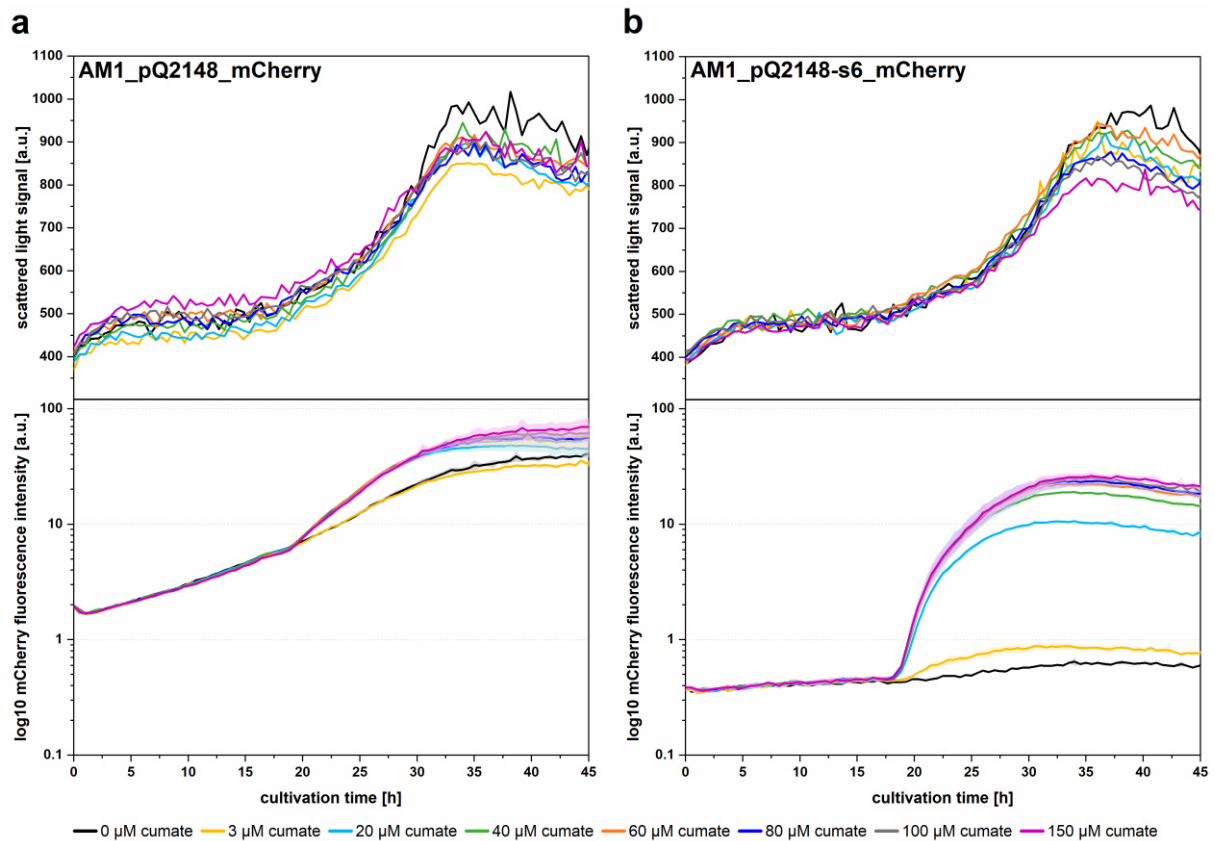 a
b
AM1_pQ2148_mCherry
AM1_pQ2148-s6_mCherry
scattered light signal [a.u.]
1100
1000
900
800
700
600
500
400
scattered light signal [a.u.]
1100
1000
900
800
700
600
500
400
log10 mCherry fluorescence intensity [a.u.]
100
10
1
0.1
log10 mCherry fluorescence intensity [a.u.]
100
10
1
0.1
0 5 10 15 20 25 30 35 40 45
0 5 10 15 20 25 30 35 40 45
cultivation time [h]
cultivation time [h]
0 µM cumate 3 µM cumate 20 µM cumate 40 µM cumate 60 µM cumate 80 µM cumate 100 µM cumate 150 µM cumate